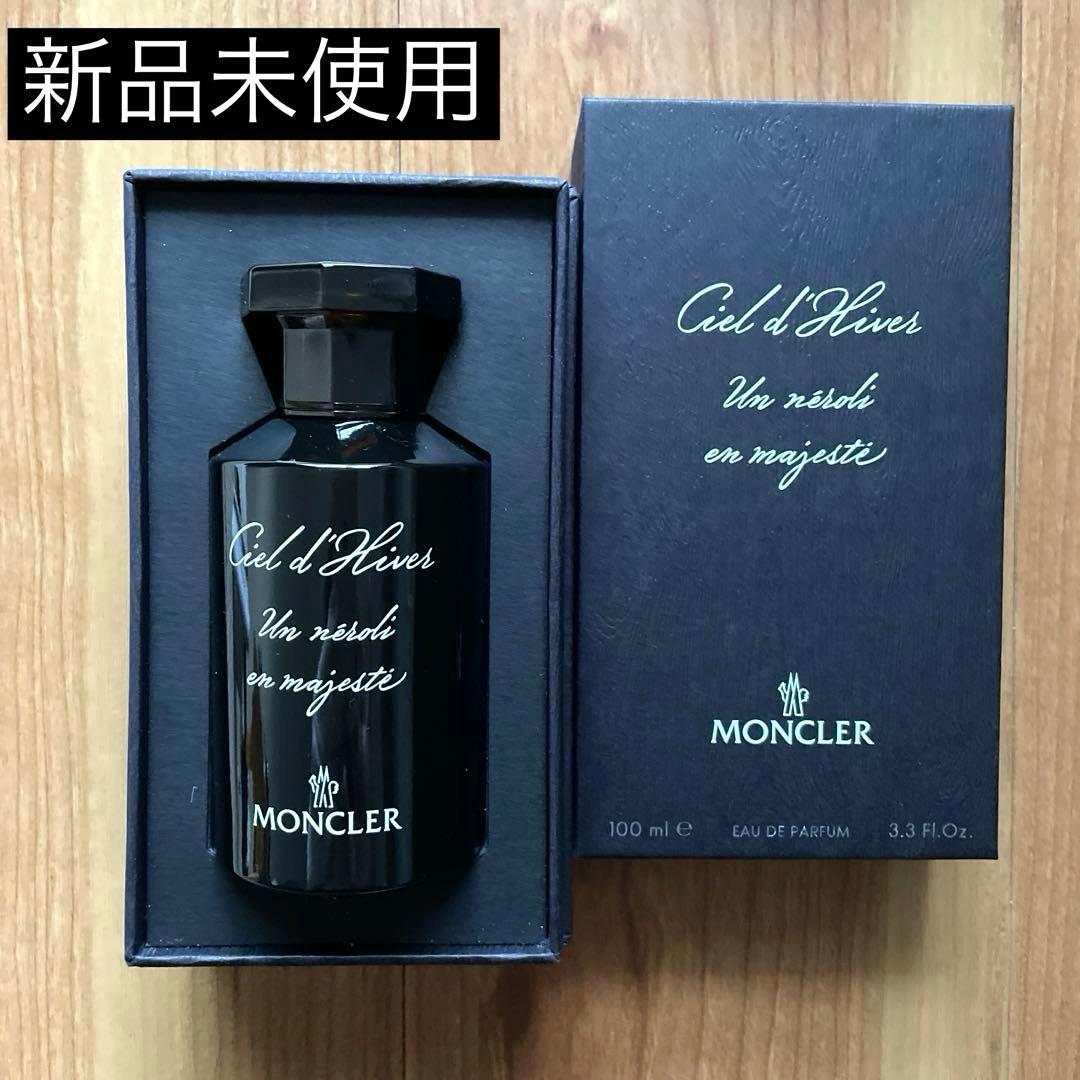 新品未使用
Ciel d'Hiver
Un néroli
en majesté
MONCLER
Ciel d'Hiver
Un néroli
en majesté
MONCLER
100 ml ℮ EAU DE PARFUM 3.3 Fl.Oz.